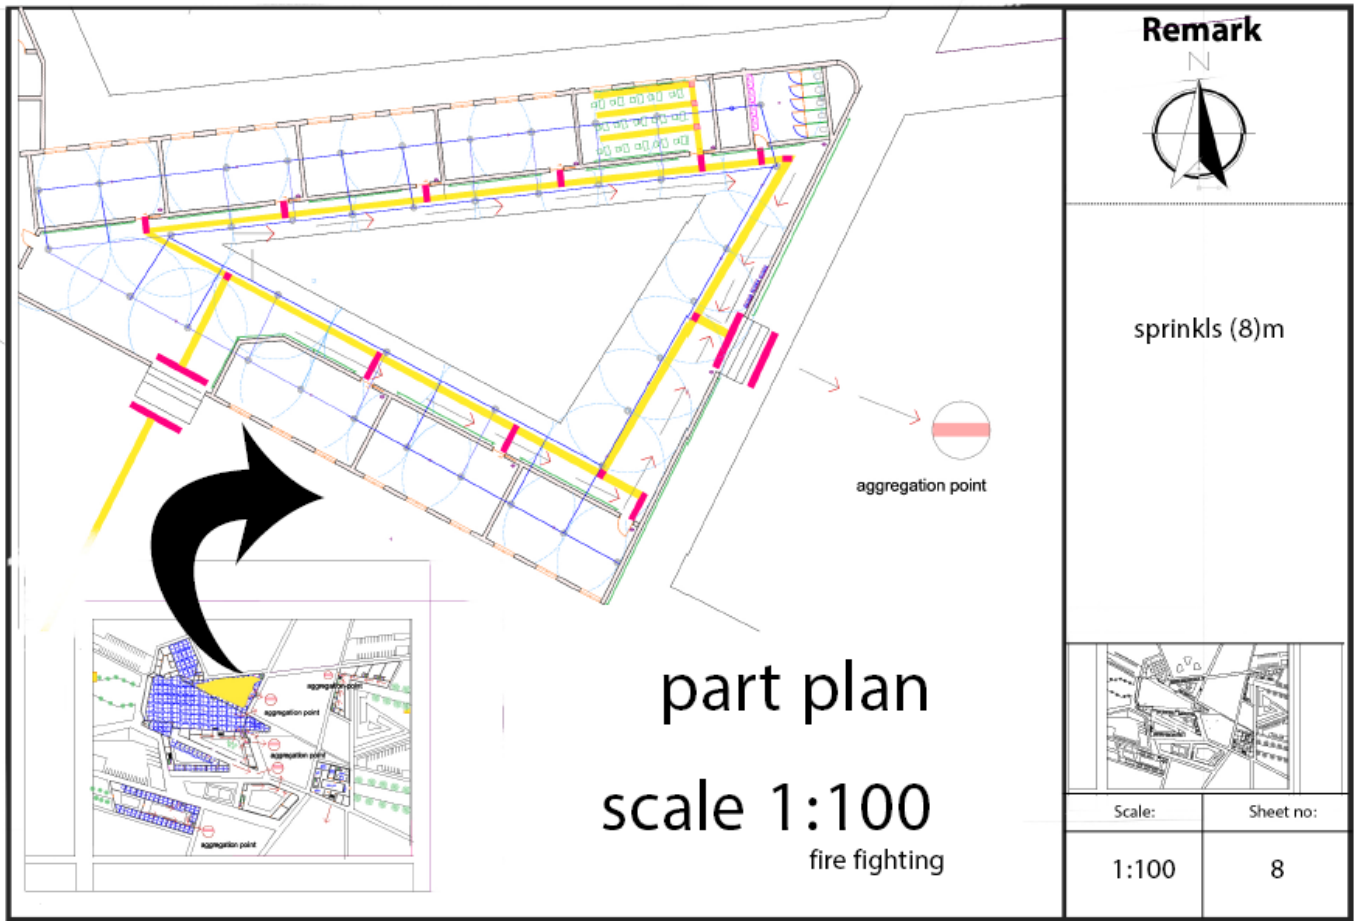 Remark
N
sprinkls (8)m
aggregation point
part plan
scale 1:100
fire fighting
aggregation point
aggregation point
aggregation point
aggregation point
Scale:
Sheet no:
1:100
8